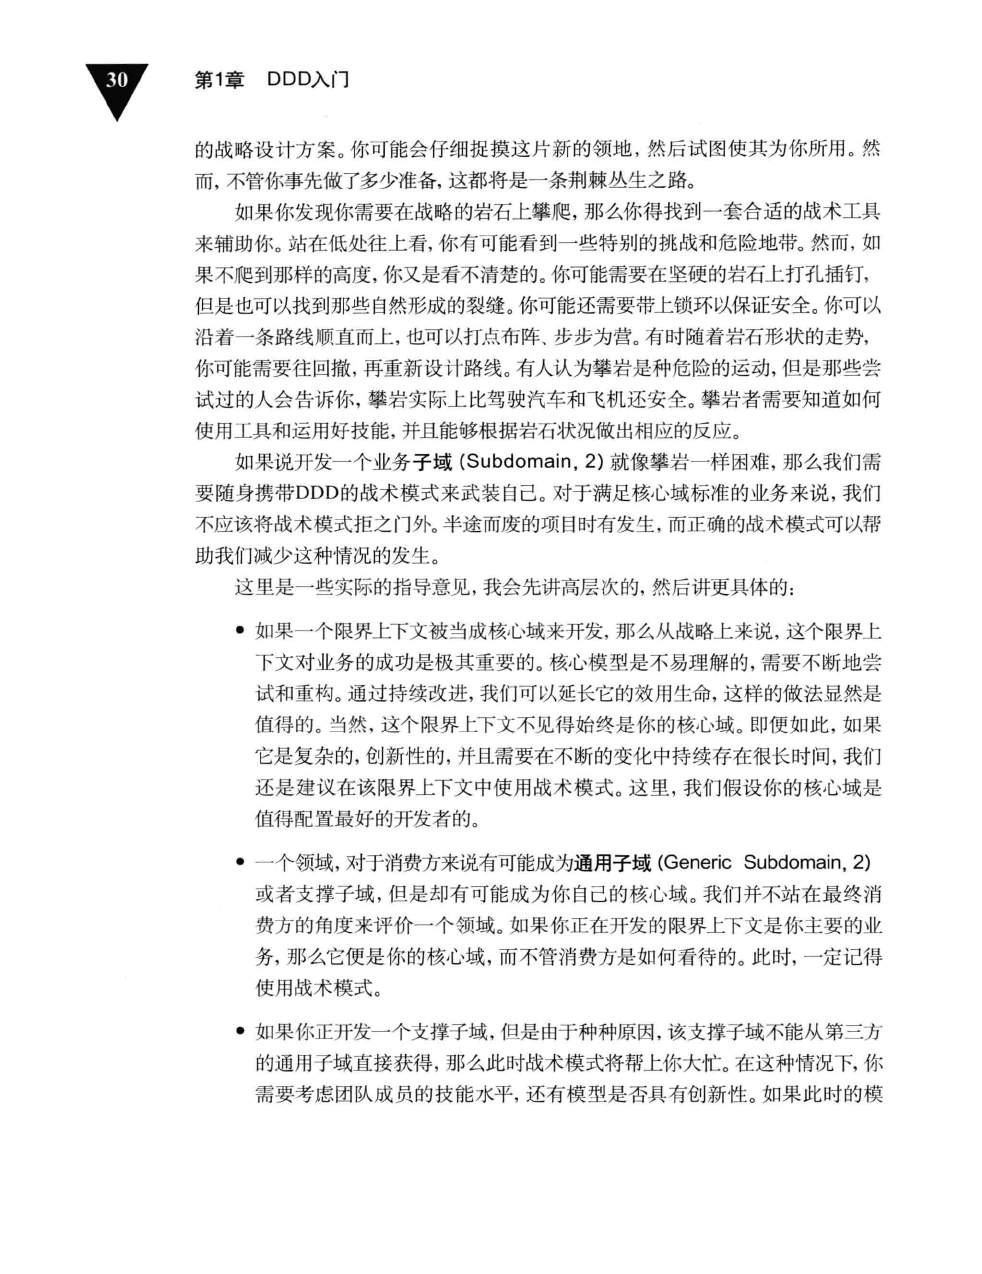 30
第1章 DDD入门
的战略设计方案。你可能会仔细捉摸这片新的领地，然后试图使其为你所用。然
而，不管你事先做了多少准备，这都将是一条荆棘丛生之路。
如果你发现你需要在战略的岩石上攀爬，那么你得找到一套合适的战术工具
来辅助你。站在低处往上看，你有可能看到一些特别的挑战和危险地带。然而，如
果不爬到那样的高度，你又是看不清楚的。你可能需要在坚硬的岩石上打孔插钉，
但是也可以找到那些自然形成的裂缝。你可能还需要带上锁环以保证安全。你可以
沿着一条路线顺直而上，也可以打点布阵、步步为营。有时随着岩石形状的走势，
你可能需要往回撤，再重新设计路线。有人认为攀岩是种危险的运动，但是那些尝
试过的人会告诉你，攀岩实际上比驾驶汽车和飞机还安全。攀岩者需要知道如何
使用工具和运用好技能，并且能够根据岩石状况做出相应的反应。
如果说开发一个业务子域 (Subdomain, 2) 就像攀岩一样困难，那么我们需
要随身携带DDD的战术模式来武装自己。对于满足核心域标准的业务来说，我们
不应该将战术模式拒之门外。半途而废的项目时有发生，而正确的战术模式可以帮
助我们减少这种情况的发生。
这里是一些实际的指导意见，我会先讲高层次的，然后讲更具体的：
● 如果一个限界上下文被当成核心域来开发，那么从战略上来说，这个限界上
下文对业务的成功是极其重要的。核心模型是不易理解的，需要不断地尝
试和重构。通过持续改进，我们可以延长它的效用生命，这样的做法显然是
值得的。当然，这个限界上下文不见得始终是你的核心域。即便如此，如果
它是复杂的，创新性的，并且需要在不断的变化中持续存在很长时间，我们
还是建议在该限界上下文中使用战术模式。这里，我们假设你的核心域是
值得配置最好的开发者的。
● 一个领域，对于消费方来说有可能成为通用子域 (Generic Subdomain, 2)
或者支撑子域，但是却有可能成为你自己的核心域。我们并不站在最终消
费方的角度来评价一个领域。如果你正在开发的限界上下文是你主要的业
务，那么它便是你的核心域，而不管消费方是如何看待的。此时，一定记得
使用战术模式。
● 如果你正开发一个支撑子域，但是由于种种原因，该支撑子域不能从第三方
的通用子域直接获得，那么此时战术模式将帮上你大忙。在这种情况下，你
需要考虑团队成员的技能水平，还有模型是否具有创新性。如果此时的模